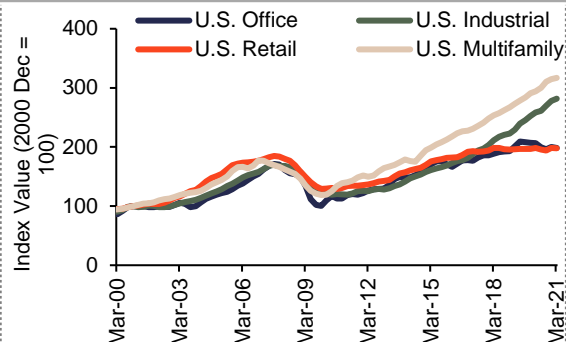 U.S. Office
U.S. Industrial
U.S. Retail
U.S. Multifamily
Index Value (2000 Dec =
100)
400
300
200
100
0
Mar-00
Mar-03
Mar-06
Mar-09
Mar-12
Mar-15
Mar-18
Mar-21